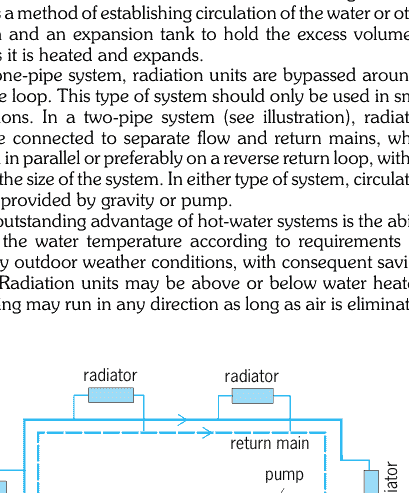 s a method of establishing circulation of the water or ot
and an expansion tank to hold the excess volume
s it is heated and expands.
one-pipe system, radiation units are bypassed aroun
e loop. This type of system should only be used in sm
ons. In a two-pipe system (see illustration), radiat
e connected to separate flow and return mains, wh
in parallel or preferably on a reverse return loop, with
the size of the system. In either type of system, circulat
provided by gravity or pump.
outstanding advantage of hot-water systems is the abi
the water temperature according to requirements
y outdoor weather conditions, with consequent savi
Radiation units may be above or below water heate
ng may run in any direction as long as air is eliminat
radiator
radiator
return main
pump
diator